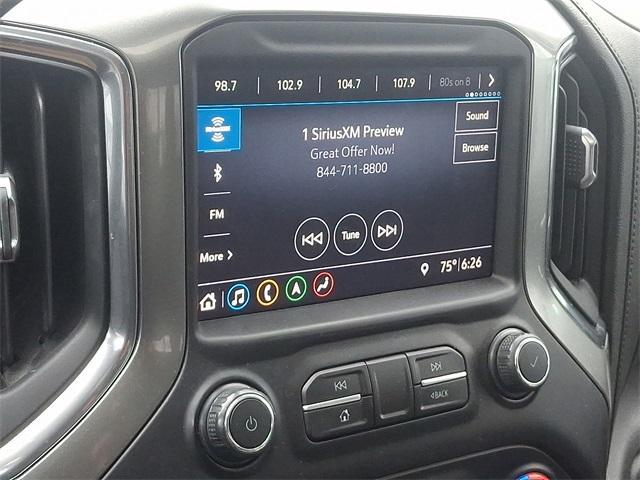 98.7 102.9 104.7 107.9 80s on 8
SiriusXM
Sound
1 SiriusXM Preview
Great Offer Now!
844-711-8800
Browse
FM
Tune
More
75° 6:26
BACK